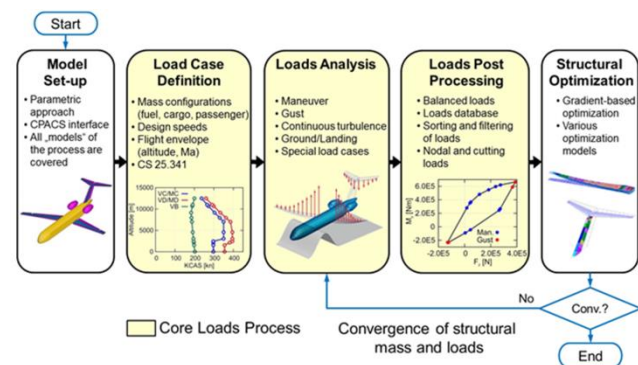 Start
Model
Set-up
• Parametric
approach
• CPACS interface
• All „models“ of
the process are
covered
Load Case
Definition
• Mass configurations
(fuel, cargo, passenger)
• Design speeds
• Flight envelope
(altitude, Ma)
• CS 25.341
VC/MC
VD/MD
VB
15000
10000
5000
0
Altitude [m]
0 100 200 300 400
KCAS [kn]
Loads Analysis
• Maneuver
• Gust
• Continuous turbulence
• Ground/Landing
• Special load cases
Loads Post
Processing
• Balanced loads
• Loads database
• Sorting and filtering
of loads
• Nodal and cutting
loads
6.0E5
4.0E5
2.0E5
0
-2.0E5
[Nm]
Man.
Gust
0 2.0E5 4.0E5
[N]
Structural
Optimization
• Gradient-based
optimization
• Various
optimization
models
No
Conv.?
End
Core Loads Process
Convergence of structural
mass and loads